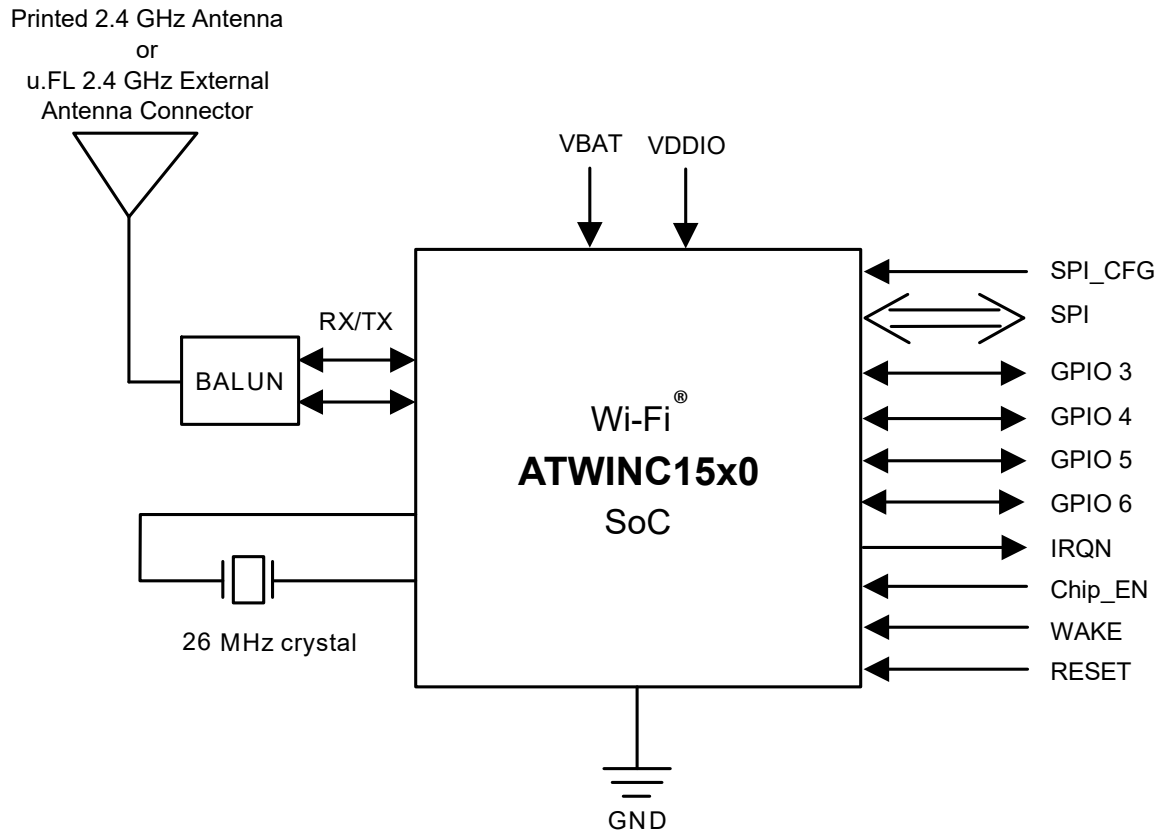 Printed 2.4 GHz Antenna
or
u.FL 2.4 GHz External
Antenna Connector
VBAT
VDDIO
RX/TX
BALUN
Wi-Fi®
ATWINC15x0
SoC
26 MHz crystal
GND
SPI_CFG
SPI
GPIO 3
GPIO 4
GPIO 5
GPIO 6
IRQN
Chip_EN
WAKE
RESET